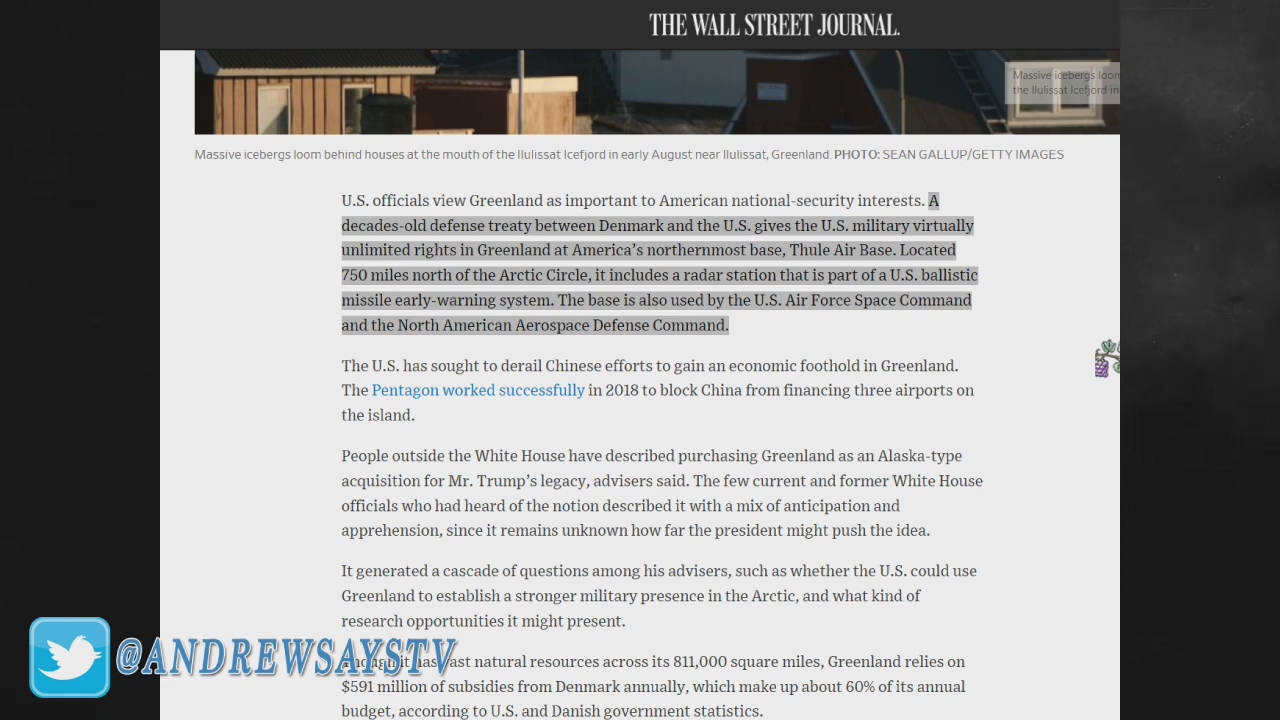 THE WALL STREET JOURNAL.
Massive icebergs loom
the Ilulissat Icefjord in
Massive icebergs loom behind houses at the mouth of the Ilulissat Icefjord in early August near Ilulissat, Greenland. PHOTO: SEAN GALLUP/GETTY IMAGES
U.S. officials view Greenland as important to American national-security interests. A
decades-old defense treaty between Denmark and the U.S. gives the U.S. military virtually
unlimited rights in Greenland at America's northernmost base, Thule Air Base. Located
750 miles north of the Arctic Circle, it includes a radar station that is part of a U.S. ballistic
missile early-warning system. The base is also used by the U.S. Air Force Space Command
and the North American Aerospace Defense Command.
The U.S. has sought to derail Chinese efforts to gain an economic foothold in Greenland.
The Pentagon worked successfully in 2018 to block China from financing three airports on
the island.
People outside the White House have described purchasing Greenland as an Alaska-type
acquisition for Mr. Trump's legacy, advisers said. The few current and former White House
officials who had heard of the notion described it with a mix of anticipation and
apprehension, since it remains unknown how far the president might push the idea.
It generated a cascade of questions among his advisers, such as whether the U.S. could use
Greenland to establish a stronger military presence in the Arctic, and what kind of
research opportunities it might present.
@ANDREWSAYSTV
natural resources across its 811,000 square miles, Greenland relies on
$591 million of subsidies from Denmark annually, which make up about 60% of its annual
budget, according to U.S. and Danish government statistics.